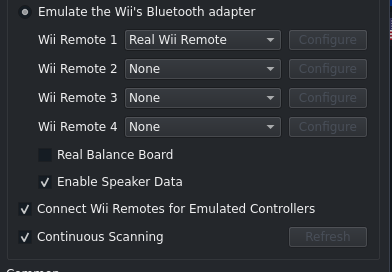 Emulate the Wii's Bluetooth adapter
Wii Remote 1 Real Wii Remote Configure
Wii Remote 2 None Configure
Wii Remote 3 None Configure
Wii Remote 4 None Configure
Real Balance Board
Enable Speaker Data
Connect Wii Remotes for Emulated Controllers
Continuous Scanning Refresh